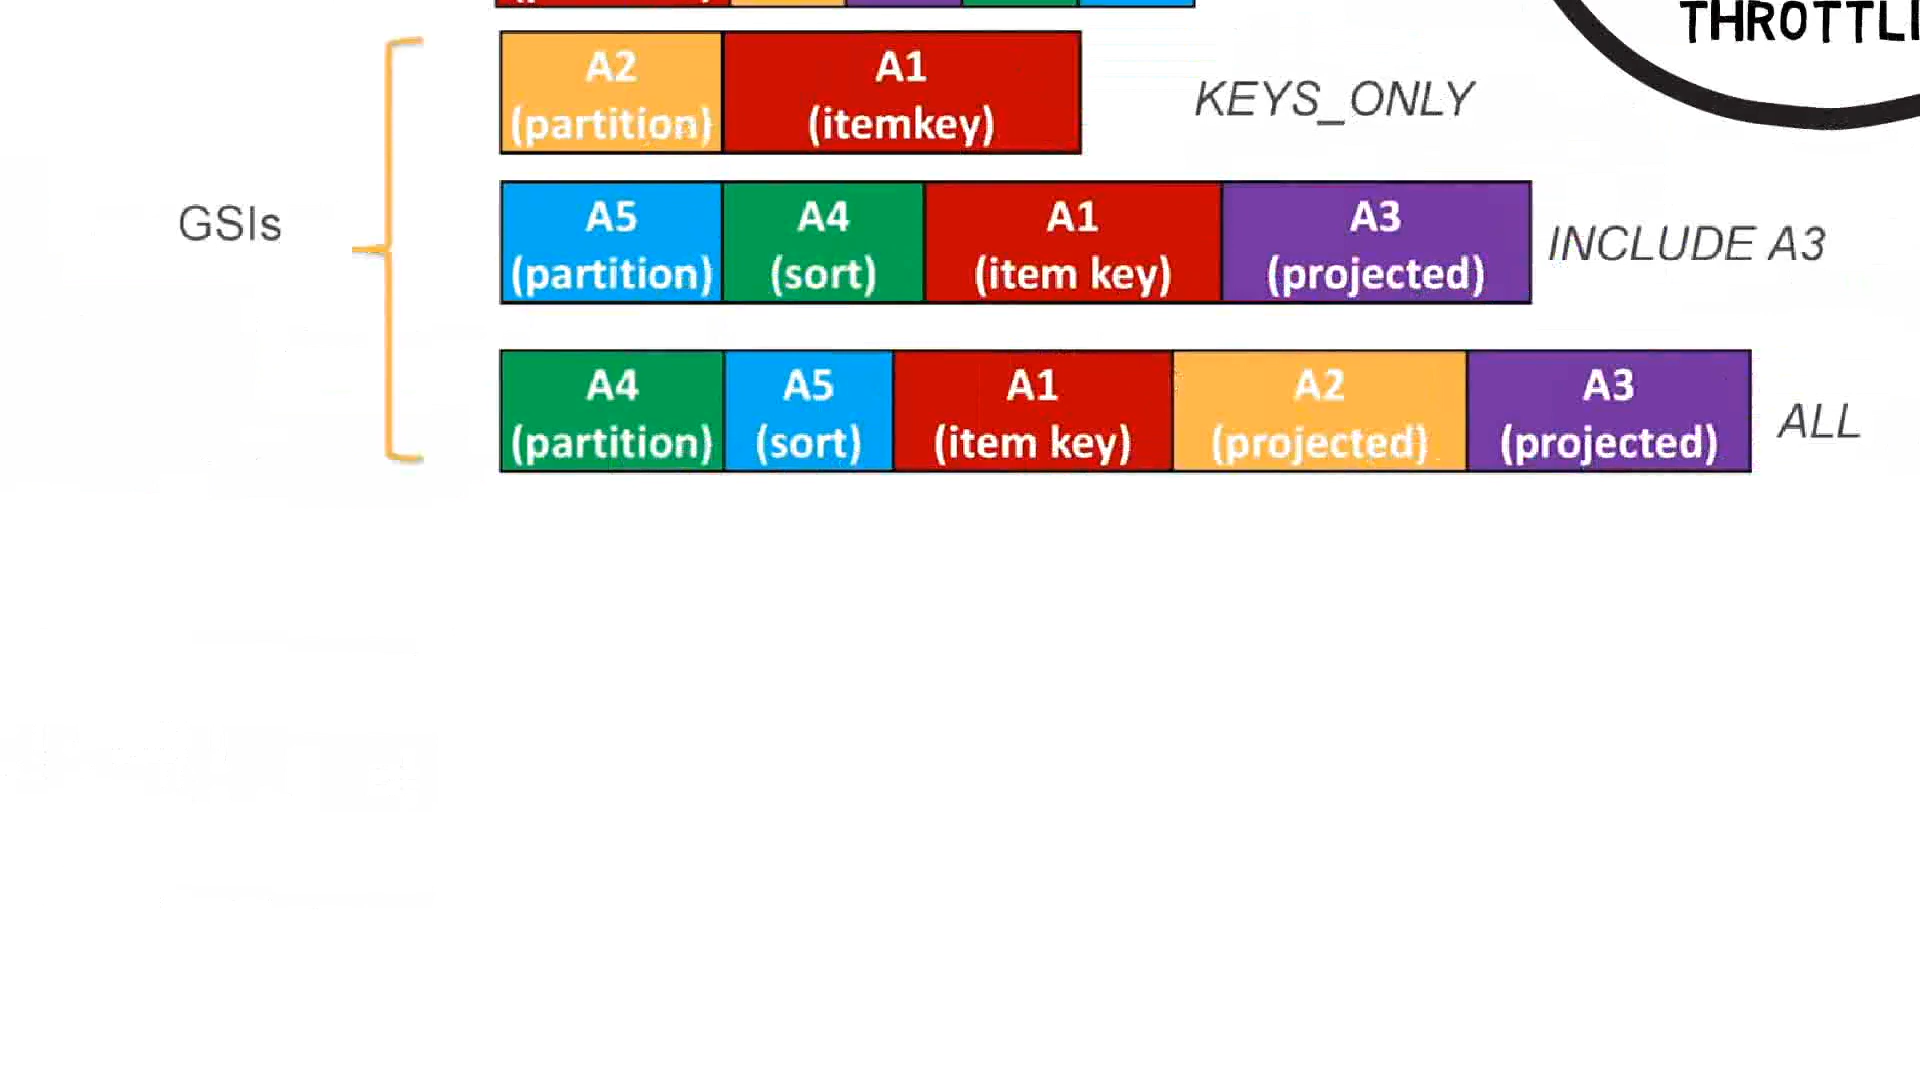 THROTTLI
A2 A1
(partition) (itemkey)
KEYS_ONLY
GSIs
A5 A4 A1 A3
(partition) (sort) (item key) (projected)
INCLUDE A3
A4 A5 A1 A2 A3
(partition) (sort) (item key) (projected) (projected)
ALL